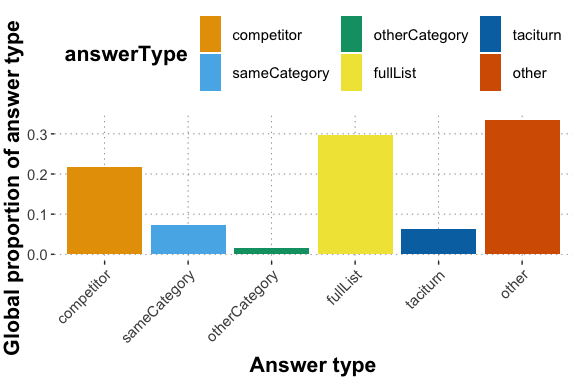 answerType
competitor
otherCategory
taciturn
sameCategory
fullList
other
Global proportion of answer type
0.3
0.2
0.1
0.0
competitor
sameCategory
otherCategory
fullList
taciturn
other
Answer type